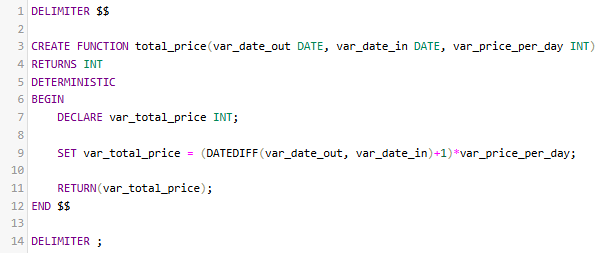 1 DELIMITER $$
2
3 CREATE FUNCTION total_price(var_date_out DATE, var_date_in DATE, var_price_per_day INT)
4 RETURNS INT
5 DETERMINISTIC
6 BEGIN
7     DECLARE var_total_price INT;
8
9     SET var_total_price = (DATEDIFF(var_date_out, var_date_in)+1)*var_price_per_day;
10
11     RETURN(var_total_price);
12 END $$
13
14 DELIMITER ;